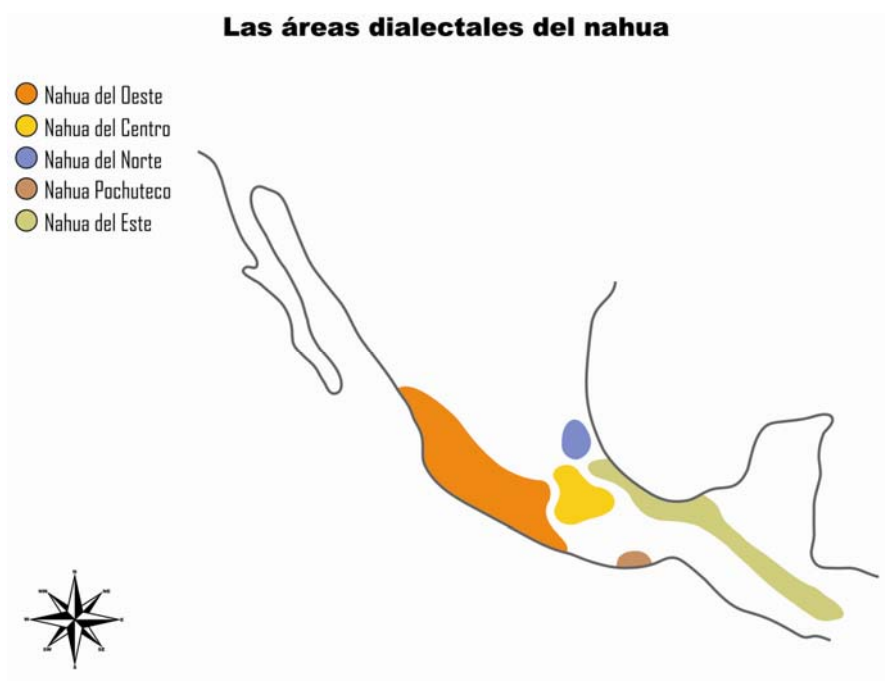 Las áreas dialectales del nahua
Nahua del Oeste
Nahua del Centro
Nahua del Norte
Nahua Pochuteco
Nahua del Este